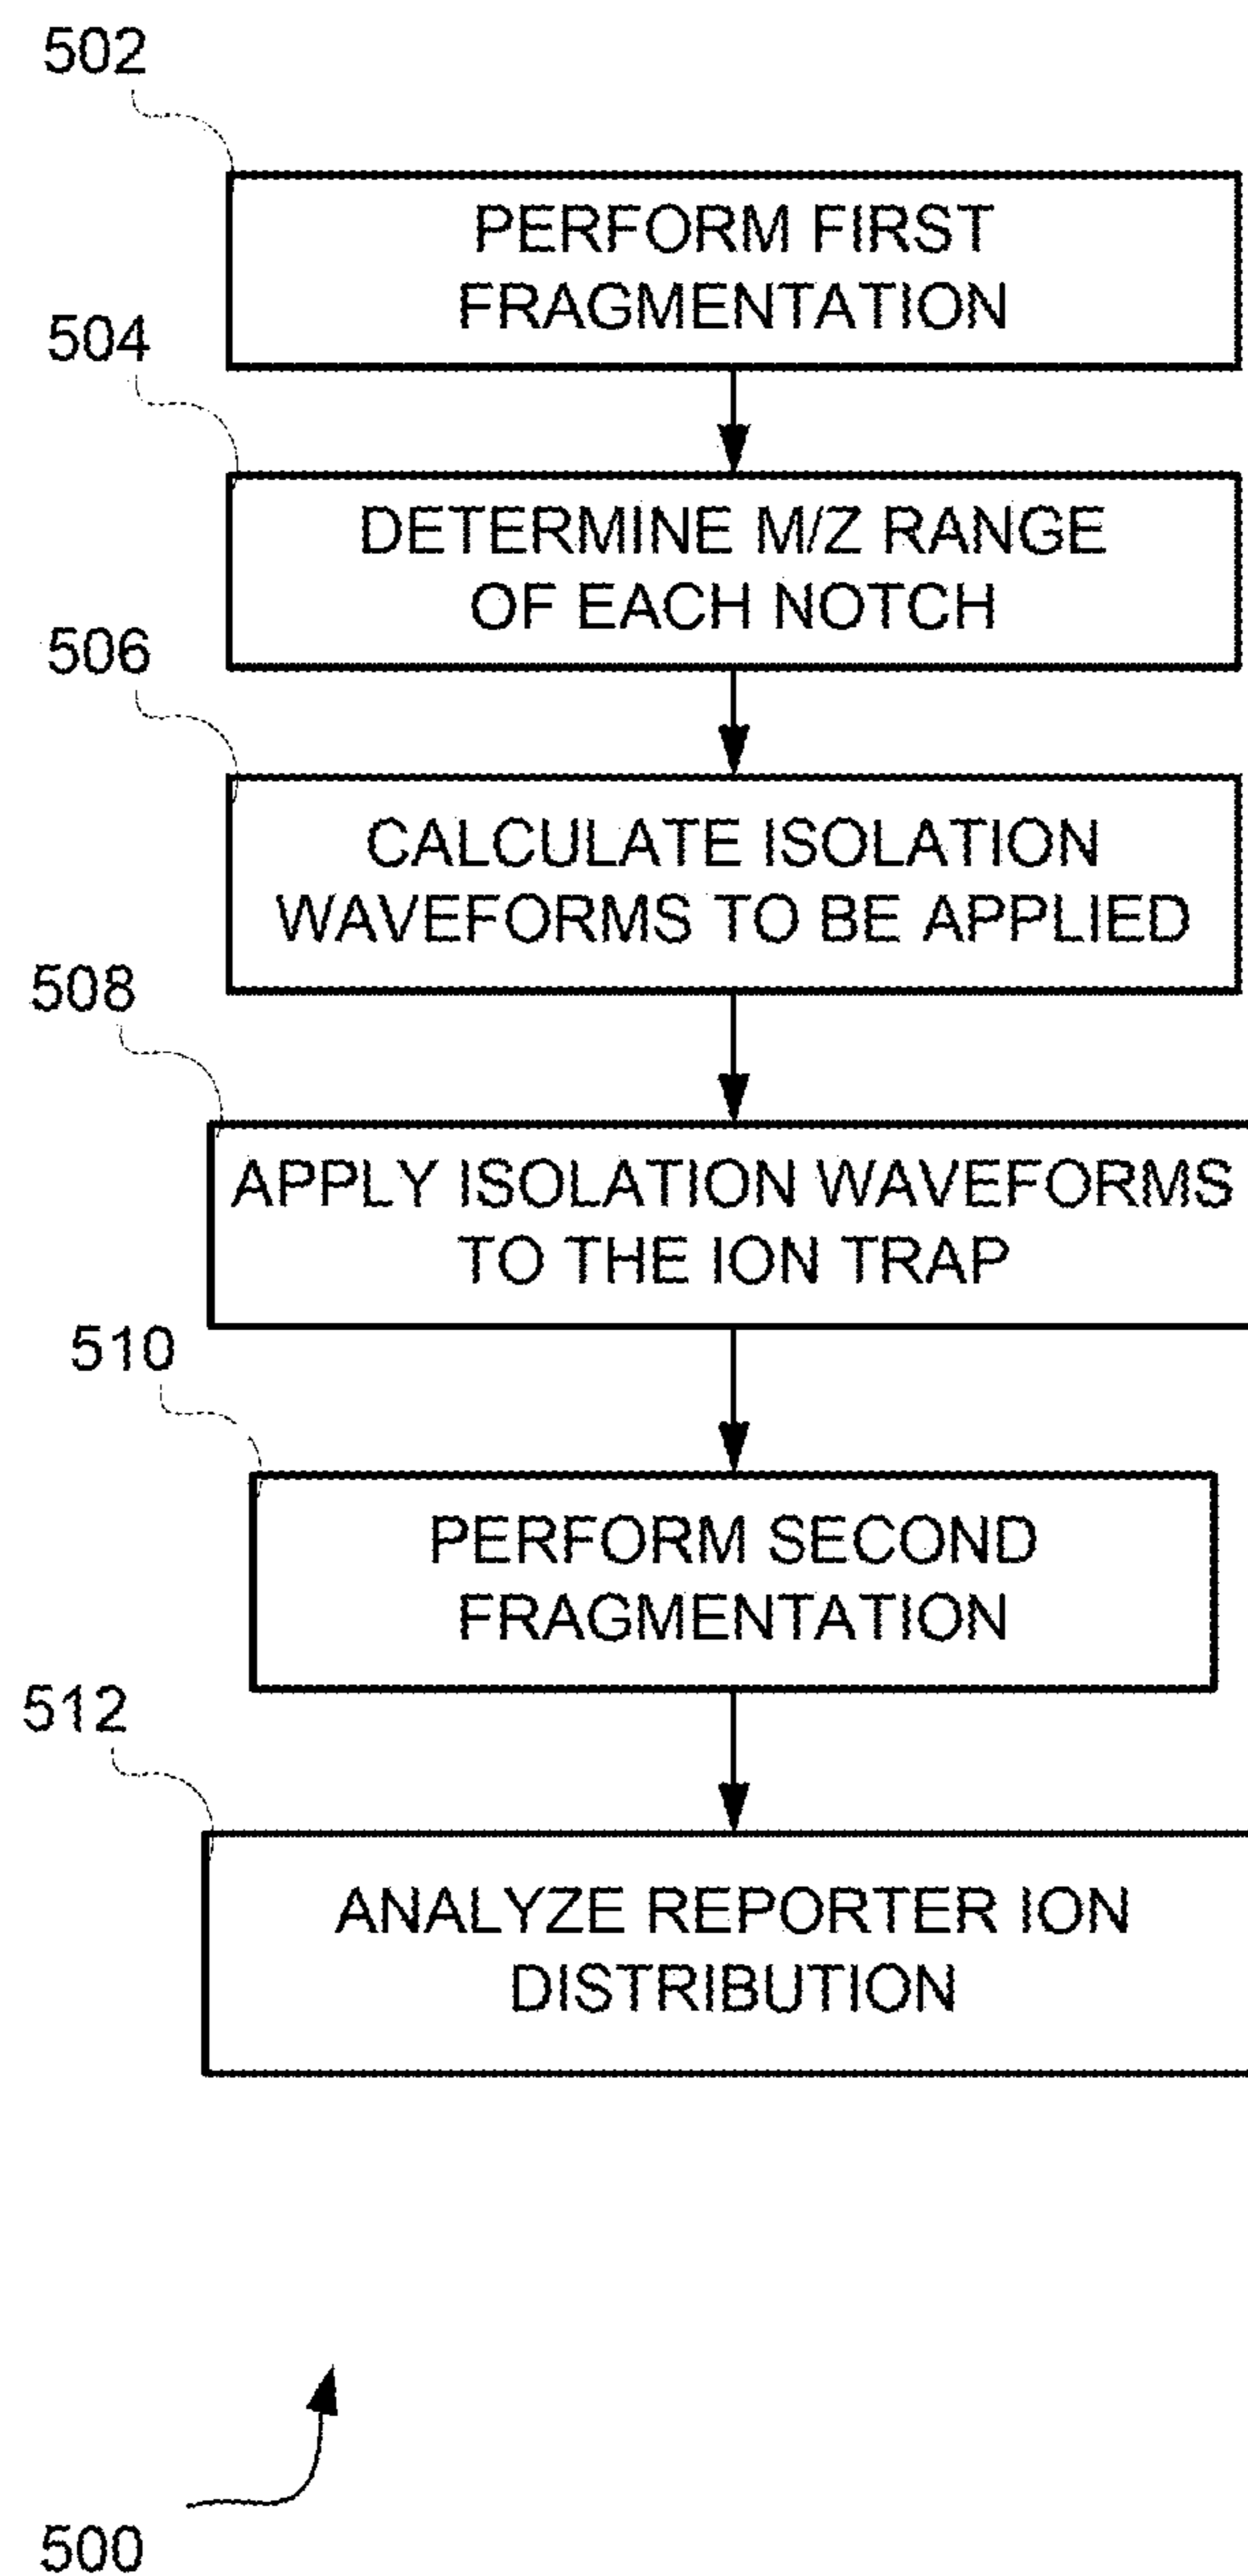 502
PERFORM FIRST
FRAGMENTATION
504
DETERMINE M/Z RANGE
OF EACH NOTCH
506
CALCULATE ISOLATION
WAVEFORMS TO BE APPLIED
508
APPLY ISOLATION WAVEFORMS
TO THE ION TRAP
510
PERFORM SECOND
FRAGMENTATION
512
ANALYZE REPORTER ION
DISTRIBUTION
500